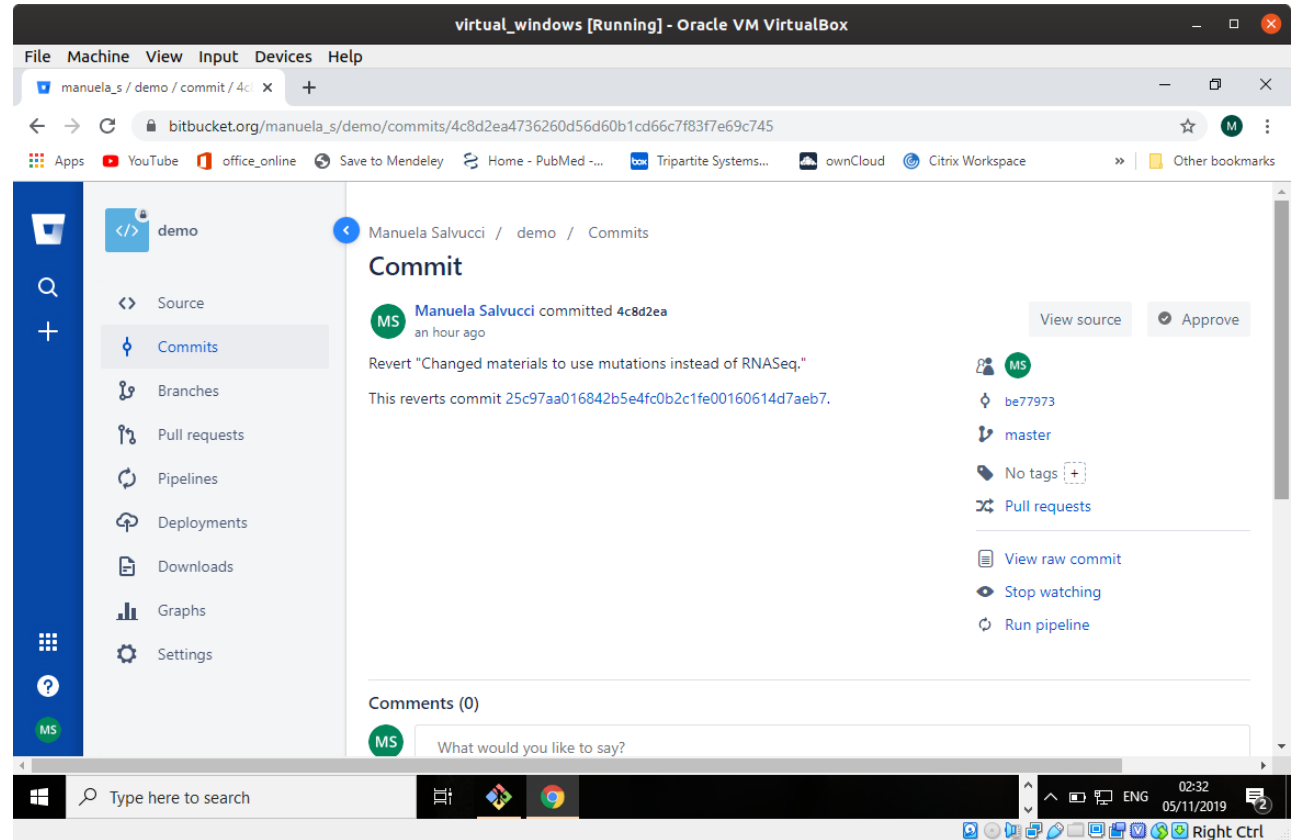 virtual_windows [Running] - Oracle VM VirtualBox
File Machine View Input Devices Help
manuela_s / demo / commit / 4c
bitbucket.org/manuela_s/demo/commits/4c8d2ea4736260d56d60b1cd66c7f83f7e69c745
M
Apps YouTube office_online Save to Mendeley Home - PubMed -... box Tripartite Systems... ownCloud Citrix Workspace » Other bookmarks
demo
Source
Commits
Branches
Pull requests
Pipelines
Deployments
Downloads
Graphs
Settings
MS
Manuela Salvucci / demo / Commits
Commit
MS
Manuela Salvucci committed 4c8d2ea
an hour ago
View source
Approve
Revert "Changed materials to use mutations instead of RNASeq."
This reverts commit 25c97aa016842b5e4fc0b2c1fe00160614d7aeb7.
MS
be77973
master
No tags +
Pull requests
View raw commit
Stop watching
Run pipeline
Comments (0)
MS
What would you like to say?
Type here to search
ENG
02:32
05/11/2019
2
Right Ctrl